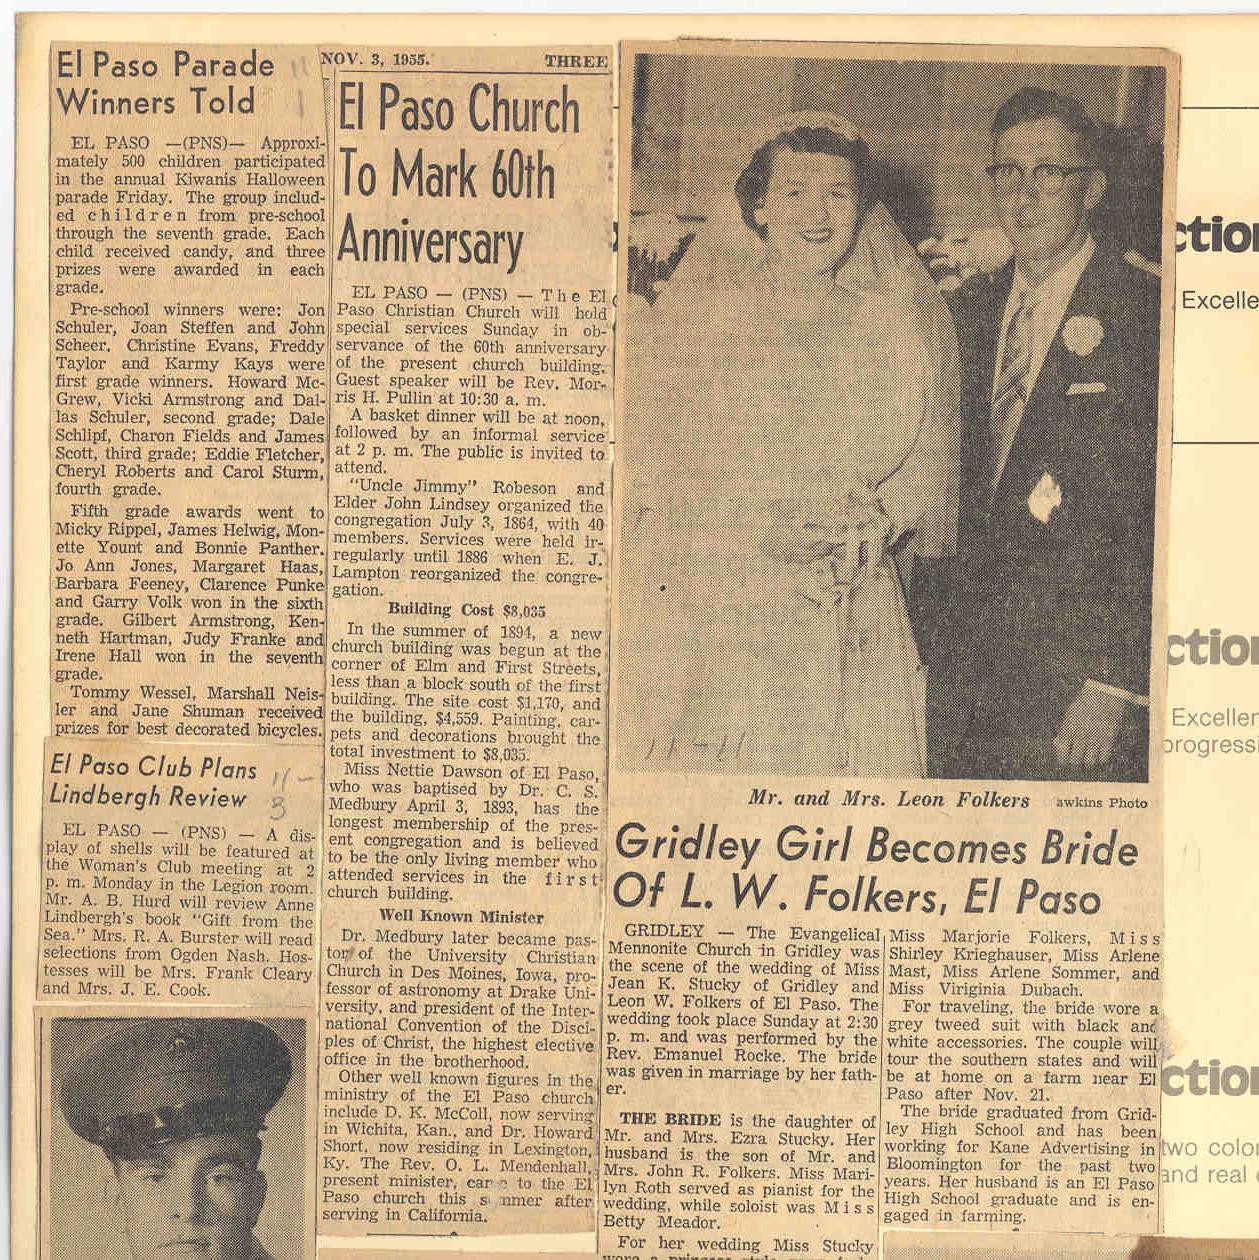 El Paso Parade
Winners Told
EL PASO —(PNS)— Approxi-
mately 500 children participated
in the annual Kiwanis Halloween
parade Friday. The group includ-
ed children from pre-school
through the seventh grade. Each
child received candy, and three
prizes were awarded in each
grade.
Pre-school winners were: Jon
Schuler, Joan Steffen and John
Scheer. Christine Evans, Freddy
Taylor and Karmy Kays were
first grade winners. Howard Mc-
Grew, Vicki Armstrong and Dal-
las Schuler, second grade; Dale
Schlipf, Charon Fields and James
Scott, third grade; Eddie Fletcher,
Cheryl Roberts and Carol Sturm,
fourth grade.
Fifth grade awards went to
Micky Rippel, James Helwig, Mon-
ette Yount and Bonnie Panther.
Jo Ann Jones, Margaret Haas,
Barbara Feeney, Clarence Punke
and Garry Volk won in the sixth
grade. Gilbert Armstrong, Ken-
neth Hartman, Judy Franke and
Irene Hall won in the seventh
grade.
Tommy Wessel, Marshall Neis-
ler and Jane Shuman received
prizes for best decorated bicycles.
El Paso Club Plans
Lindbergh Review
11-
3
EL PASO — (PNS) — A dis-
play of shells will be featured at
the Woman's Club meeting at 2
p. m. Monday in the Legion room.
Mr. A. B. Hurd will review Anne
Lindbergh's book "Gift from the
Sea." Mrs. R. A. Burster will read
selections from Ogden Nash. Hos-
tesses will be Mrs. Frank Cleary
and Mrs. J. E. Cook.
NOV. 3, 1955. THREE
El Paso Church
To Mark 60th
Anniversary
EL PASO — (PNS) — The El
Paso Christian Church will hold
special services Sunday in ob-
servance of the 60th anniversary
of the present church building.
Guest speaker will be Rev. Mor-
ris H. Pullin at 10:30 a. m.
A basket dinner will be at noon,
followed by an informal service
at 2 p. m. The public is invited to
attend.
"Uncle Jimmy" Robeson and
Elder John Lindsey organized the
congregation July 3, 1864, with 40
members. Services were held ir-
regularly until 1886 when E. J.
Lampton reorganized the congre-
gation.
Building Cost $8,035
In the summer of 1894, a new
church building was begun at the
corner of Elm and First Streets,
less than a block south of the first
building. The site cost $1,170, and
the building, $4,559. Painting, car-
pets and decorations brought the
total investment to $8,035.
Miss Nettie Dawson of El Paso,
who was baptised by Dr. C. S.
Medbury April 3, 1893, has the
longest membership of the pres-
ent congregation and is believed
to be the only living member who
attended services in the first
church building.
Well Known Minister
Dr. Medbury later became pas-
tor of the University Christian
Church in Des Moines, Iowa, pro-
fessor of astronomy at Drake Uni-
versity, and president of the Inter-
national Convention of the Disci-
ples of Christ, the highest elective
office in the brotherhood.
Other well known figures in the
ministry of the El Paso church
include D. K. McColl, now serving
in Wichita, Kan., and Dr. Howard
Short, now residing in Lexington,
Ky. The Rev. O. L. Mendenhall,
present minister, came to the El
Paso church this summer after
serving in California.
11-11
Mr. and Mrs. Leon Folkers awkins Photo
Gridley Girl Becomes Bride
Of L. W. Folkers, El Paso
GRIDLEY — The Evangelical
Mennonite Church in Gridley was
the scene of the wedding of Miss
Jean K. Stucky of Gridley and
Leon W. Folkers of El Paso. The
wedding took place Sunday at 2:30
p. m. and was performed by the
Rev. Emanuel Rocke. The bride
was given in marriage by her fath-
er.
THE BRIDE is the daughter of
Mr. and Mrs. Ezra Stucky. Her
husband is the son of Mr. and
Mrs. John R. Folkers. Miss Mari-
lyn Roth served as pianist for the
wedding, while soloist was Miss
Betty Meador.
For her wedding Miss Stucky
Miss Marjorie Folkers, Miss
Shirley Krieghauser, Miss Arlene
Mast, Miss Arlene Sommer, and
Miss Viriginia Dubach.
For traveling, the bride wore a
grey tweed suit with black and
white accessories. The couple will
tour the southern states and will
be at home on a farm near El
Paso after Nov. 21.
The bride graduated from Grid-
ley High School and has been
working for Kane Advertising in
Bloomington for the past two
years. Her husband is an El Paso
High School graduate and is en-
gaged in farming.
ction
Excelle
ction
Excellen
progressi
ction
two color
and real